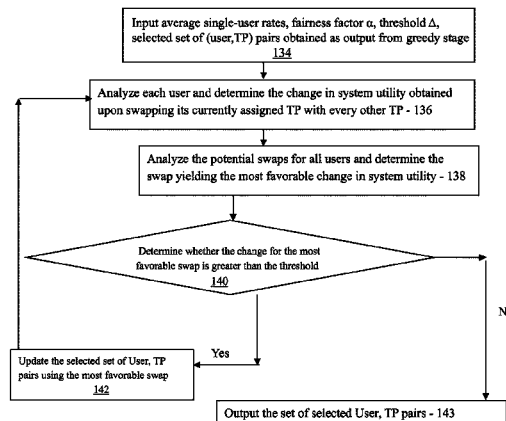 Input average single-user rates, fairness factor α, threshold Δ,
selected set of (user,TP) pairs obtained as output from greedy stage
134
Analyze each user and determine the change in system utility obtained
upon swapping its currently assigned TP with every other TP - 136
Analyze the potential swaps for all users and determine the
swap yielding the most favorable change in system utility - 138
Determine whether the change for the most
favorable swap is greater than the threshold
140
N
Yes
Update the selected set of User, TP
pairs using the most favorable swap
142
Output the set of selected User, TP pairs - 143